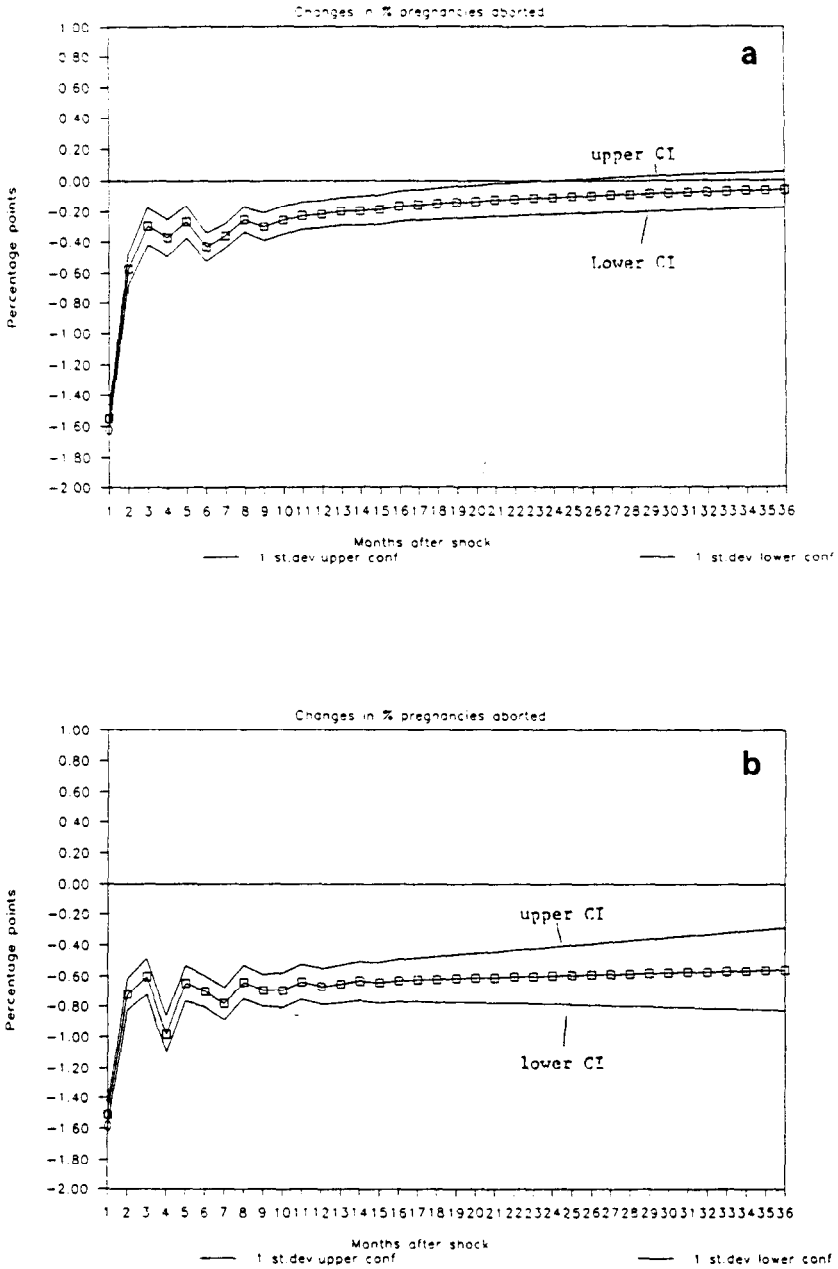 Changes in % pregnancies aborted
a
1.00
0.80
0.60
0.40
0.20
0.00
-0.20
-0.40
-0.60
-0.80
-1.00
-1.20
-1.40
-1.60
-1.80
-2.00
Percentage points
upper CI
Lower CI
1 2 3 4 5 6 7 8 9 10 11 12 13 14 15 16 17 18 19 20 21 22 23 24 25 26 27 28 29 30 31 32 33 34 35 36
Months after shock
1 st.dev.upper conf
1 st.dev.lower conf
Changes in % pregnancies aborted
b
1.00
0.80
0.60
0.40
0.20
0.00
-0.20
-0.40
-0.60
-0.80
-1.00
-1.20
-1.40
-1.60
-1.80
-2.00
Percentage points
upper CI
lower CI
1 2 3 4 5 6 7 8 9 10 11 12 13 14 15 16 17 18 19 20 21 22 23 24 25 26 27 28 29 30 31 32 33 34 35 36
Months after shock
1 st.dev.upper conf
1 st.dev.lower conf